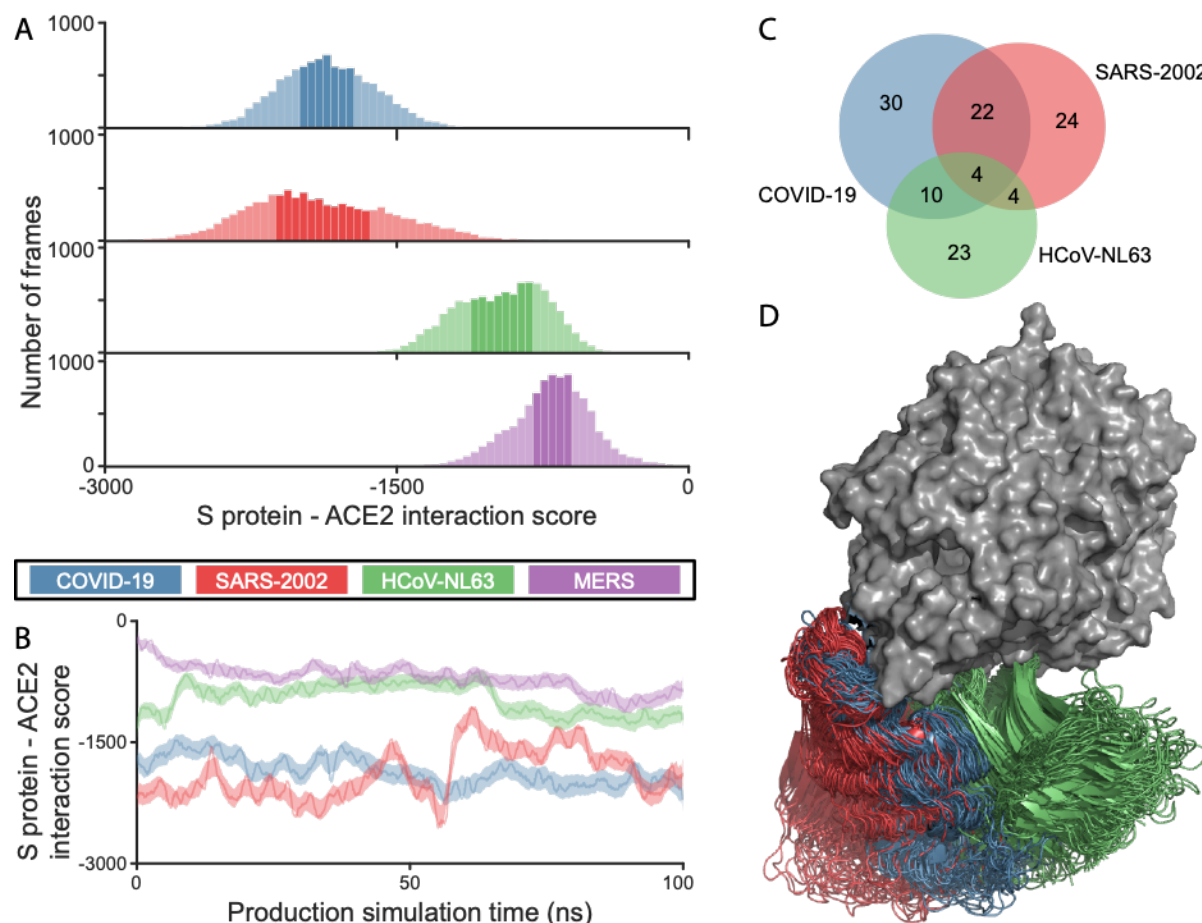 A
1000
1000
1000
1000
0
-3000
-1500
0
Number of frames
S protein - ACE2 interaction score
COVID-19
SARS-2002
HCoV-NL63
MERS
B
0
-1500
-3000
S protein - ACE2
interaction score
0
50
100
Production simulation time (ns)
C
SARS-2002
30
22
24
4
COVID-19
10
4
23
HCoV-NL63
D